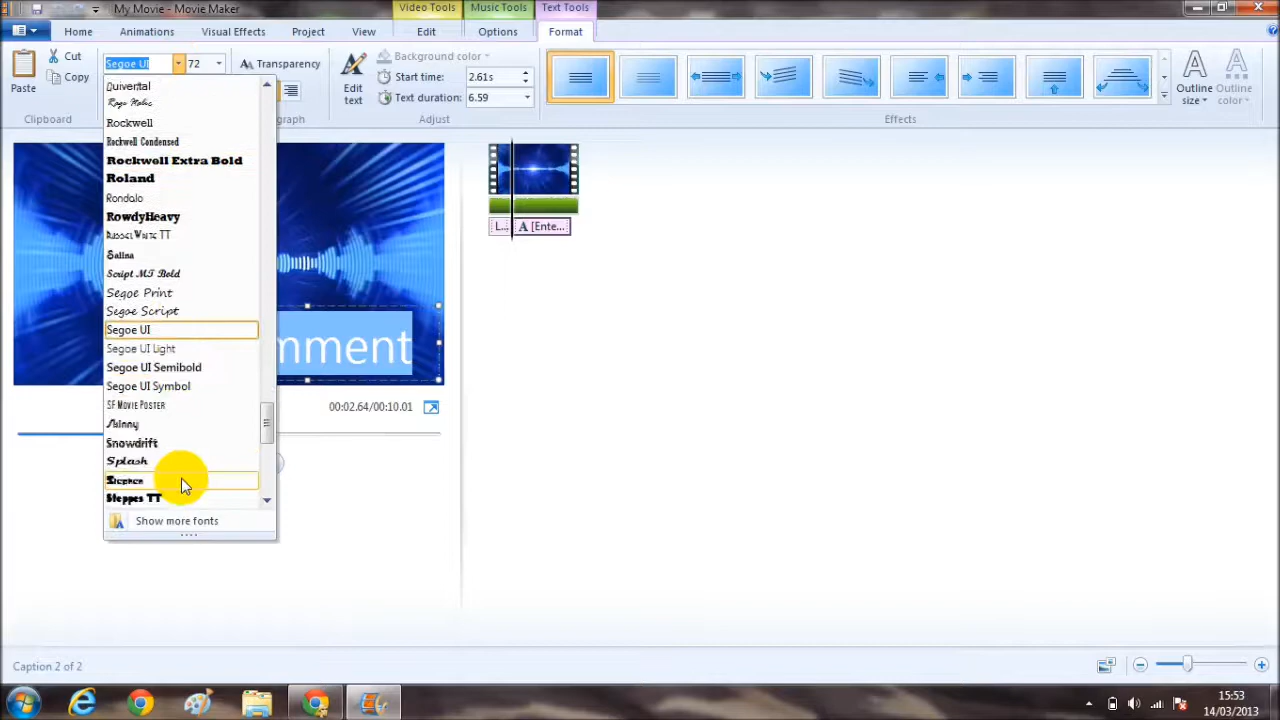 My Movie - Movie Maker
Video Tools
Music Tools
Text Tools
Home
Animations
Visual Effects
Project
View
Edit
Options
Format
Paste
Cut
Copy
Clipboard
Segoe UI
72
Transparency
Edit text
Background color
Start time: 2.61s
Text duration: 6.59
Adjust
Effects
Outline size
Outline color
Rockwell
Rockwell Condensed
Rockwell Extra Bold
Roland
Rondalo
RowdyHeavy
Salina
Script MT Bold
Segoe Print
Segoe Script
Segoe UI
Segoe UI Light
Segoe UI Semibold
Segoe UI Symbol
SF Movie Poster
Skinny
Snowdrift
Splash
Steppes TT
Show more fonts
mment
00:02.64/00:10.01
L...
A [Ente...
Caption 2 of 2
15:53
14/03/2013